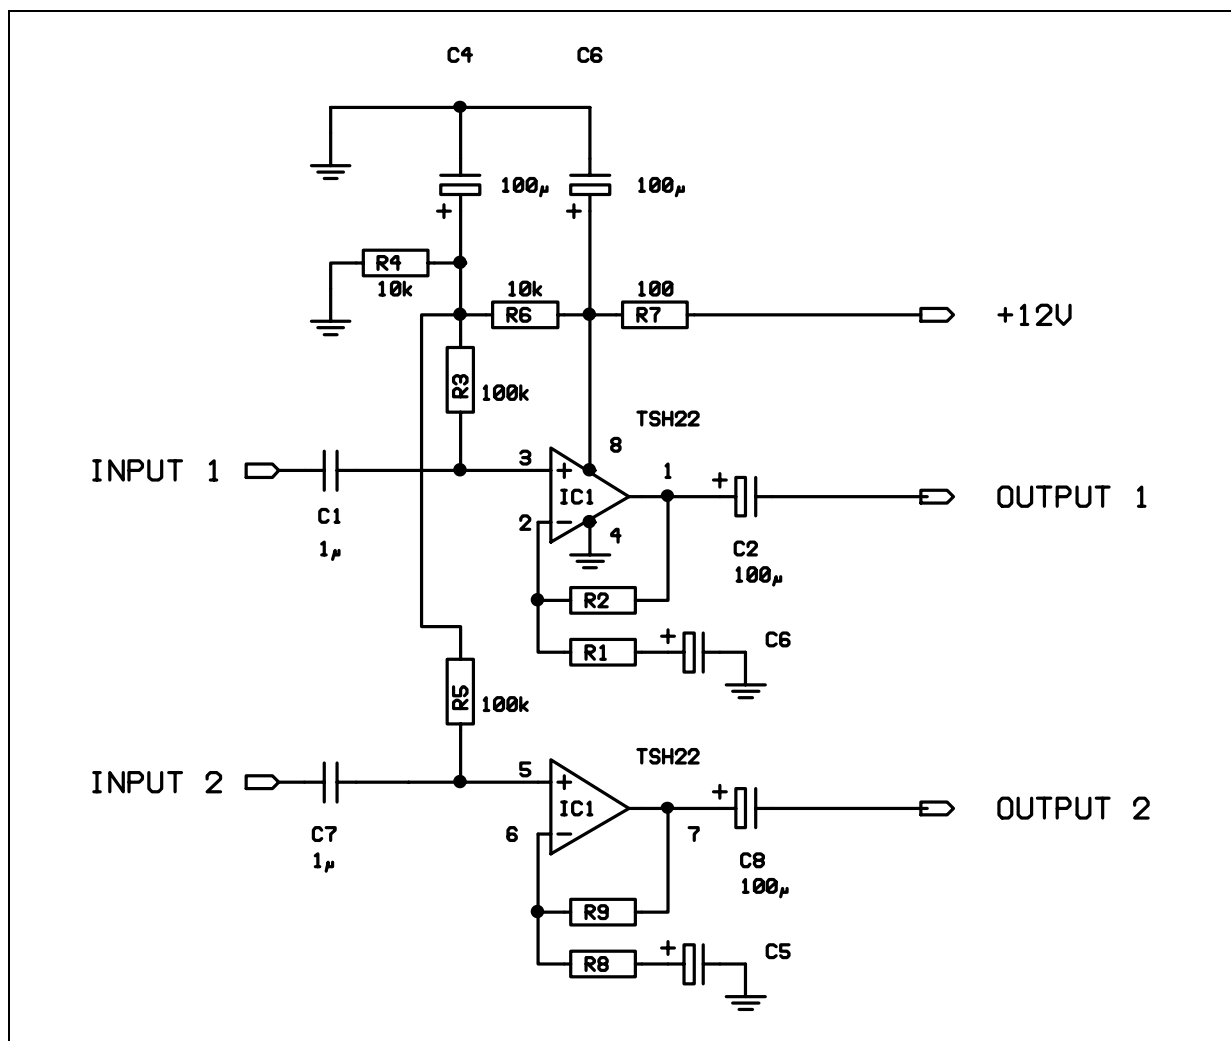 C4 C6
100µ 100µ
+ +
R4
10k 10k 100
R6 R7 +12V
R3
100k
TSH22
8
INPUT 1 3 + 1 +
IC1 OUTPUT 1
C1 2 − 4
1µ C2
100µ
R2
+ C6
R1
R5
100k
TSH22
INPUT 2 5 + +
IC1 OUTPUT 2
C7 6 − 7
1µ C8
100µ
R9
+ C5
R8